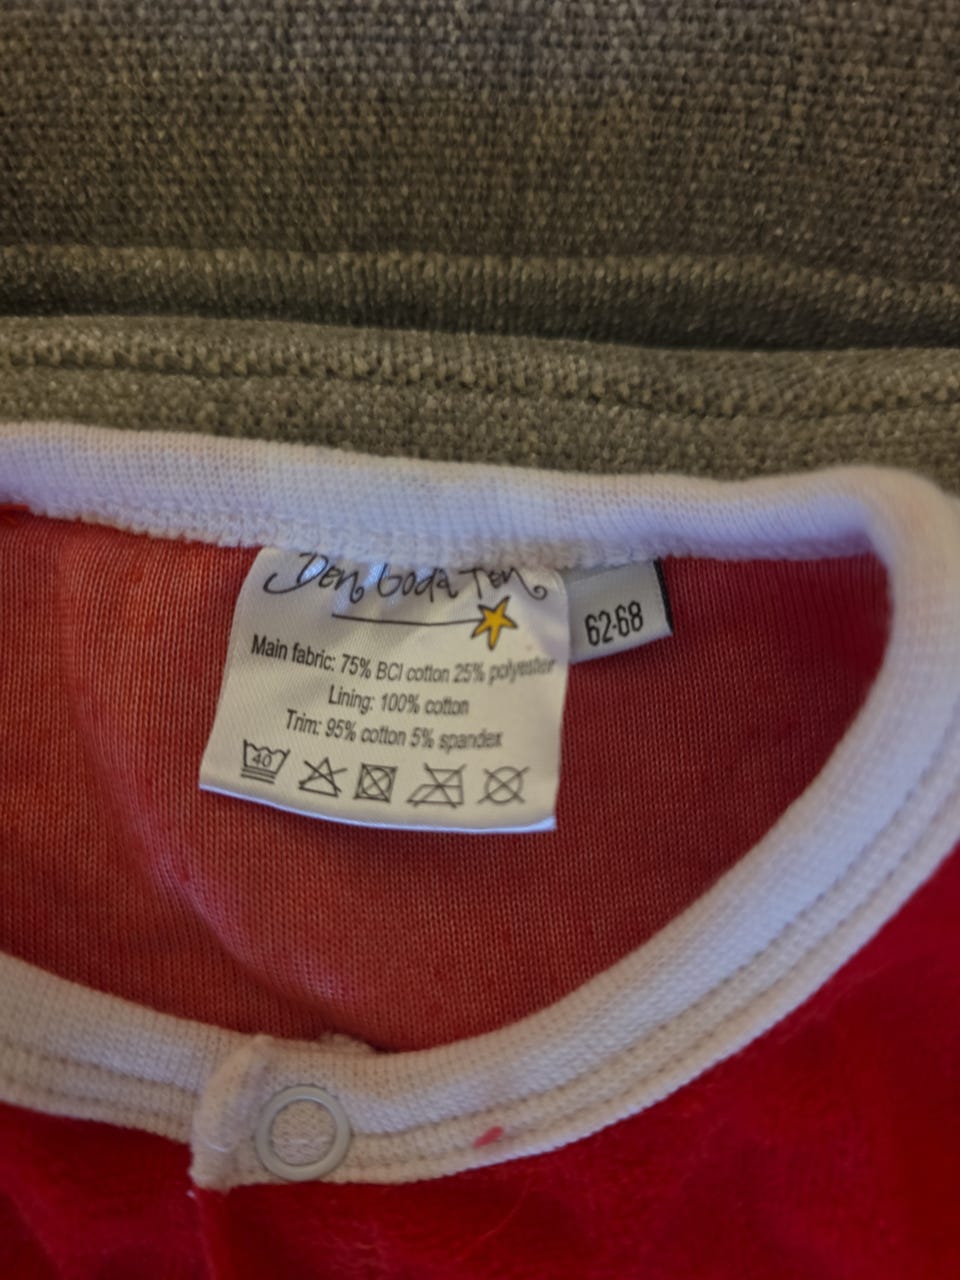 Den Goda Ten
62-68
Main fabric: 75% BCI cotton 25% polyester
Lining: 100% cotton
Trim: 95% cotton 5% spandex
40